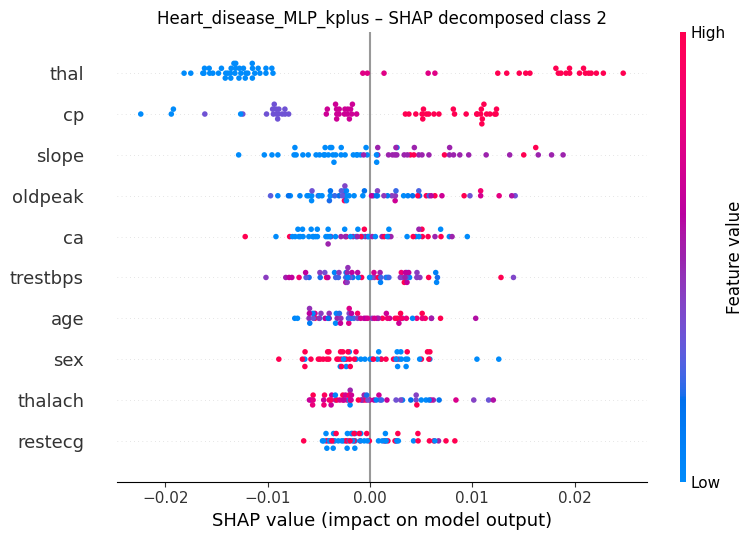 Heart_disease_MLP_kplus – SHAP decomposed class 2
High
thal
cp
slope
oldpeak
ca
trestbps
age
sex
thalach
restecg
Feature value
Low
−0.02 −0.01 0.00 0.01 0.02
SHAP value (impact on model output)